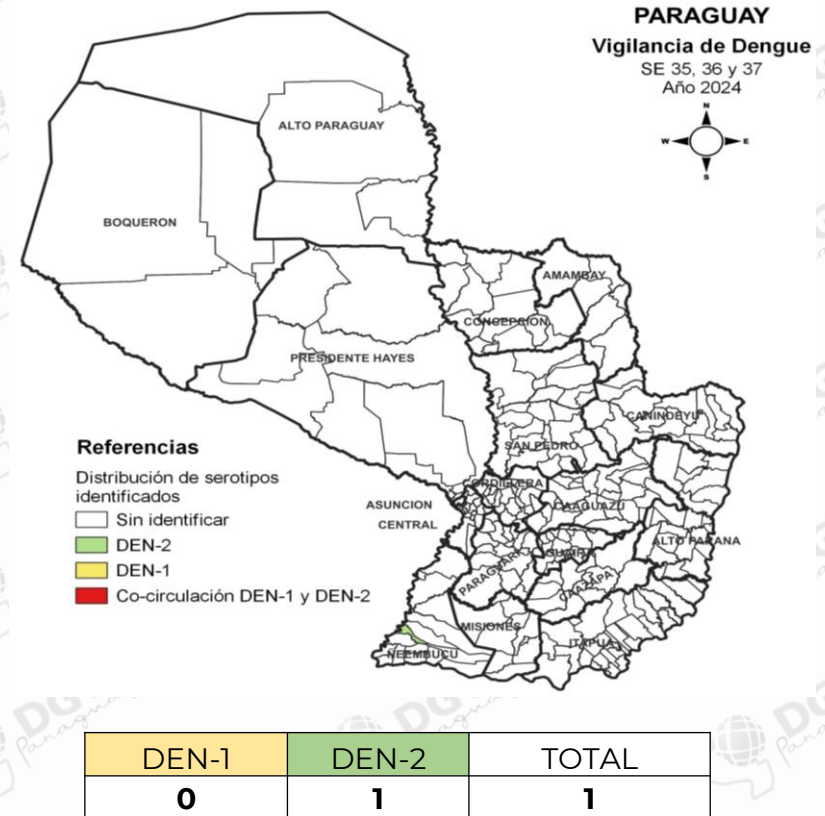 PARAGUAY
Vigilancia de Dengue
SE 35, 36 y 37
Año 2024
N
W
E
S
ALTO PARAGUAY
BOQUERON
AMAMBAY
CONCEPCION
PRESIDENTE HAYES
CANINDEYU
SAN PEDRO
CORDILLERA
ASUNCION
CENTRAL
CAAGUAZU
ALTO PARANA
GUAIRA
PARAGUARI
CAAZAPA
MISIONES
ITAPUA
ÑEEMBUCU
Referencias
Distribución de serotipos
identificados
Sin identificar
DEN-2
DEN-1
Co-circulación DEN-1 y DEN-2
DEN-1 DEN-2 TOTAL
0 1 1